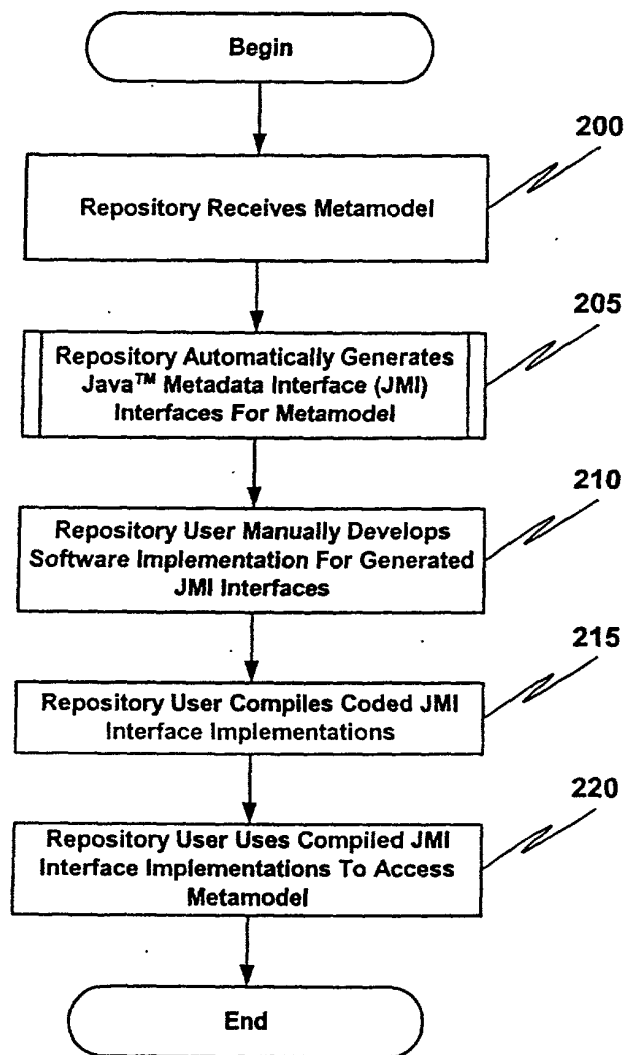 Begin
200
Repository Receives Metamodel
205
Repository Automatically Generates
Java™ Metadata Interface (JMI)
Interfaces For Metamodel
210
Repository User Manually Develops
Software Implementation For Generated
JMI Interfaces
215
Repository User Compiles Coded JMI
Interface Implementations
220
Repository User Uses Compiled JMI
Interface Implementations To Access
Metamodel
End